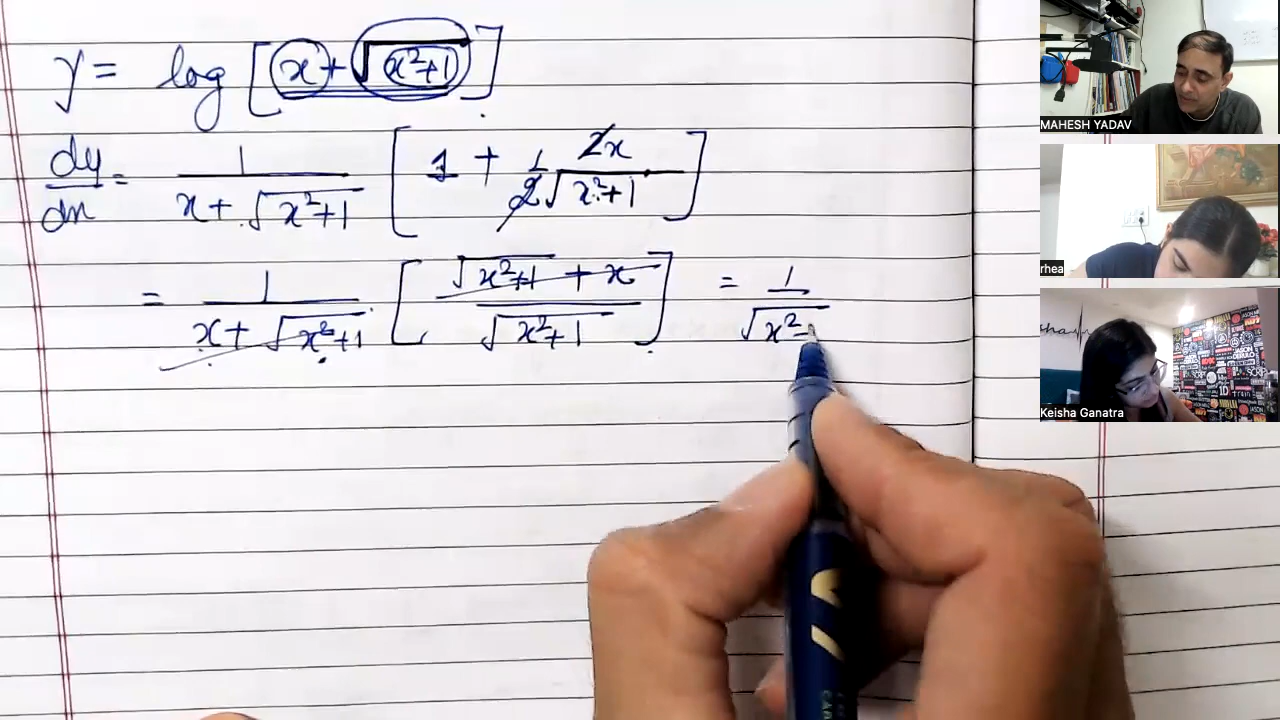 y = log [x + √(x²+1)]
dy/dx = 1/(x + √(x²+1)) [1 + 1/2 2x/√(x²+1)]
= 1/(x + √(x²+1)) [(√(x²+1) + x)/√(x²+1)] = 1/√(x²-
MAHESH YADAV
rhea
Keisha Ganatra